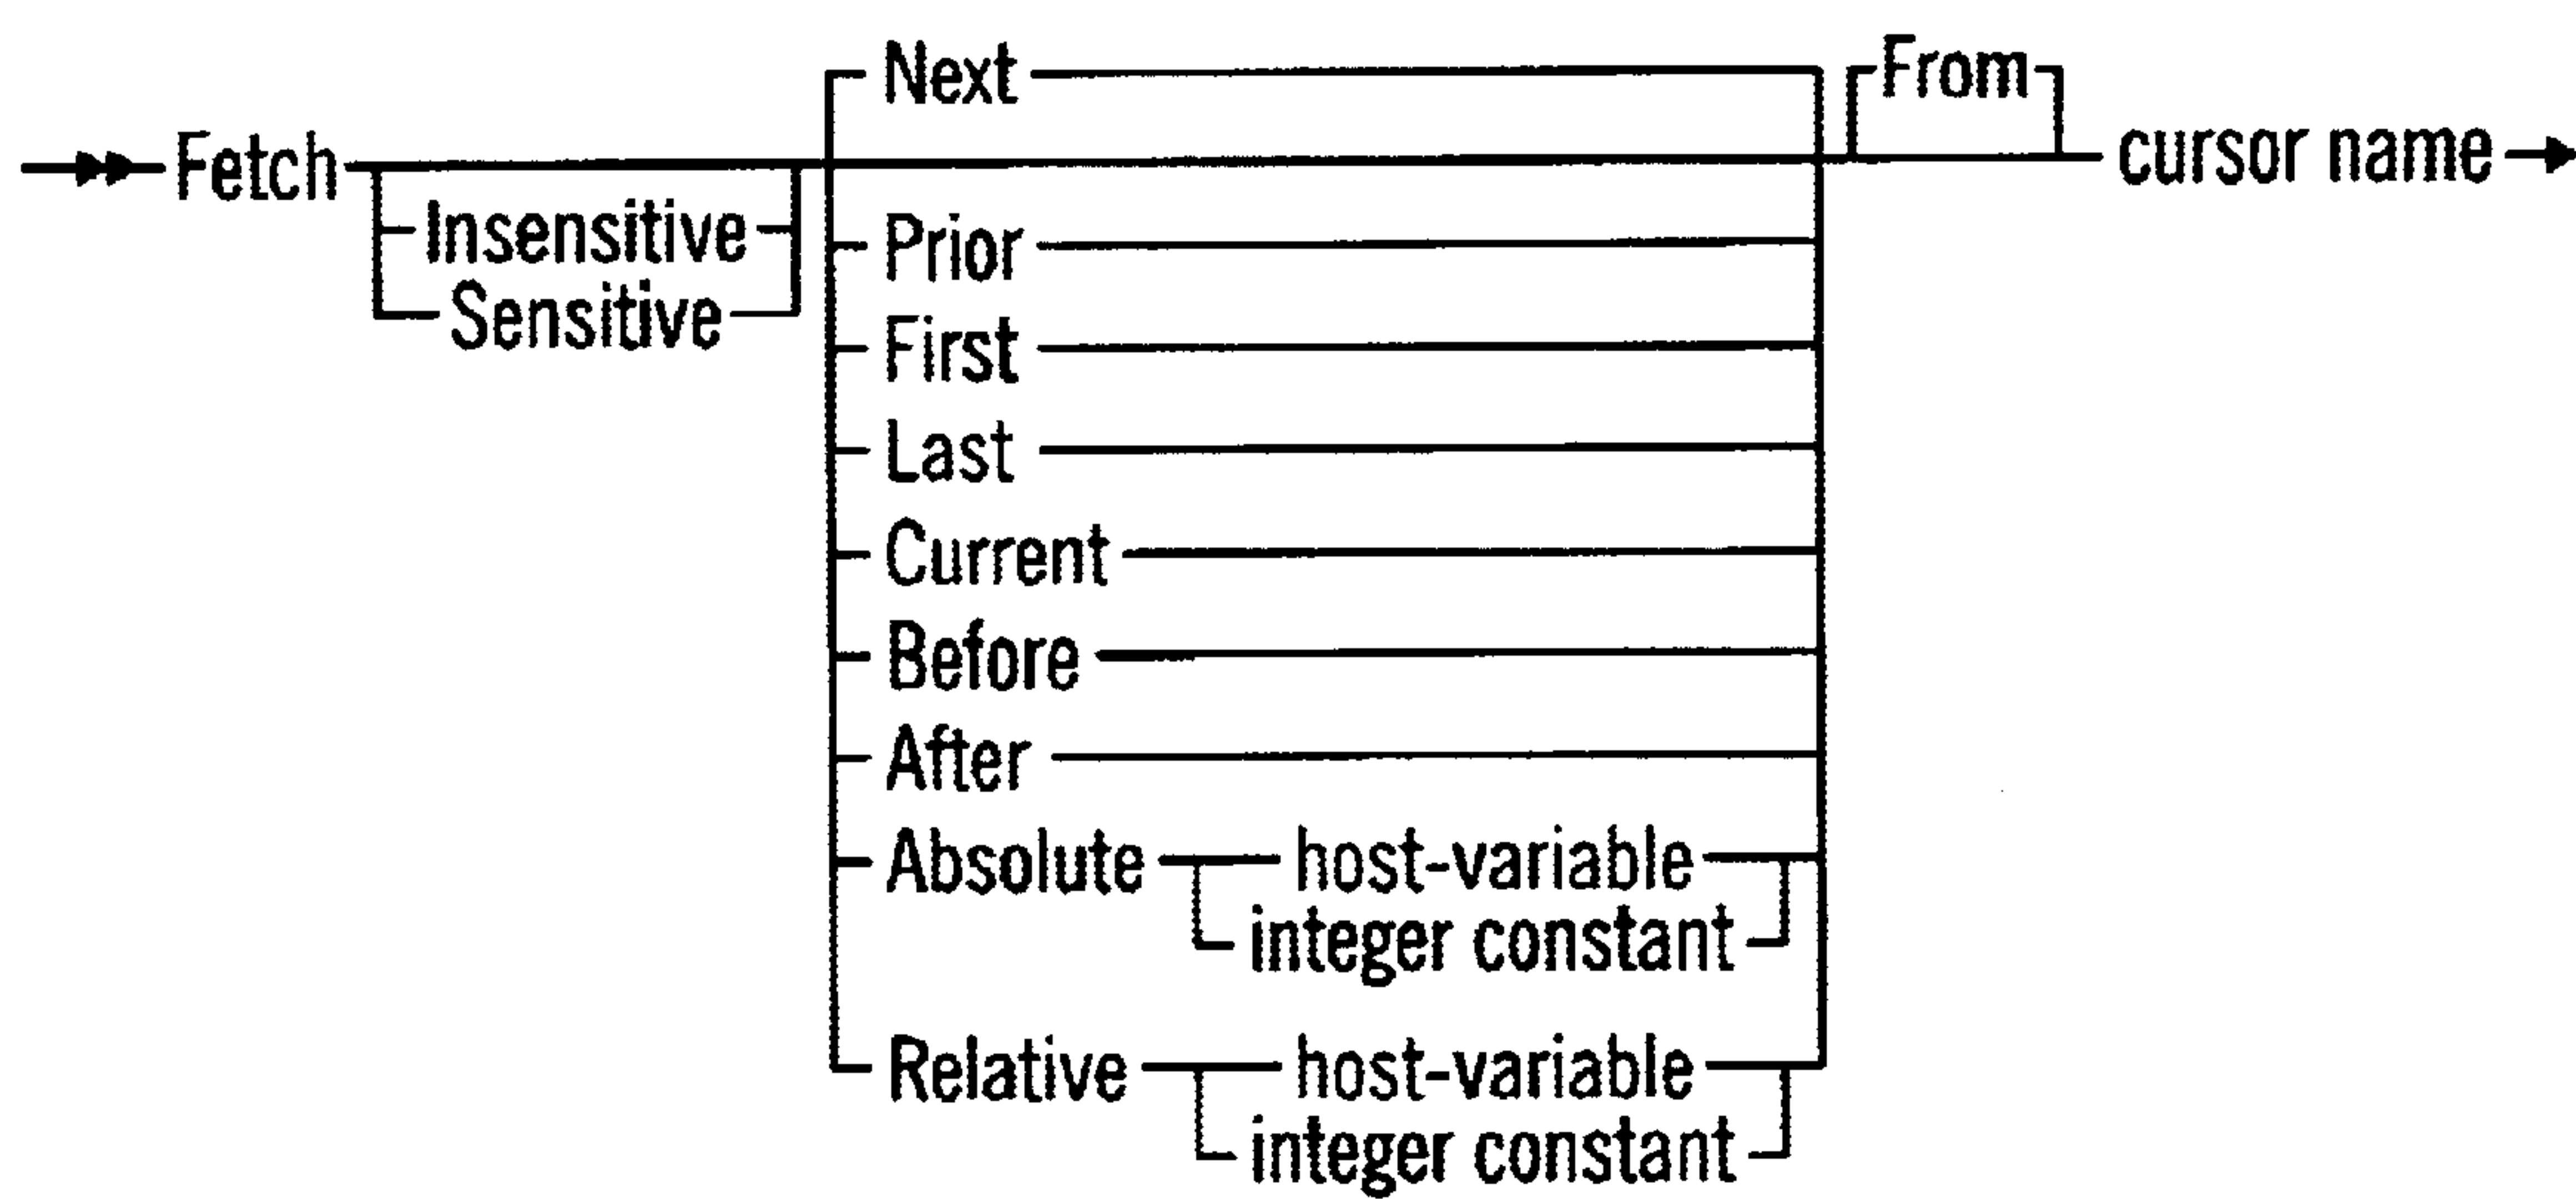 Next
From
Fetch
cursor name
Insensitive
Sensitive
Prior
First
Last
Current
Before
After
Absolute host-variable
integer constant
Relative host-variable
integer constant